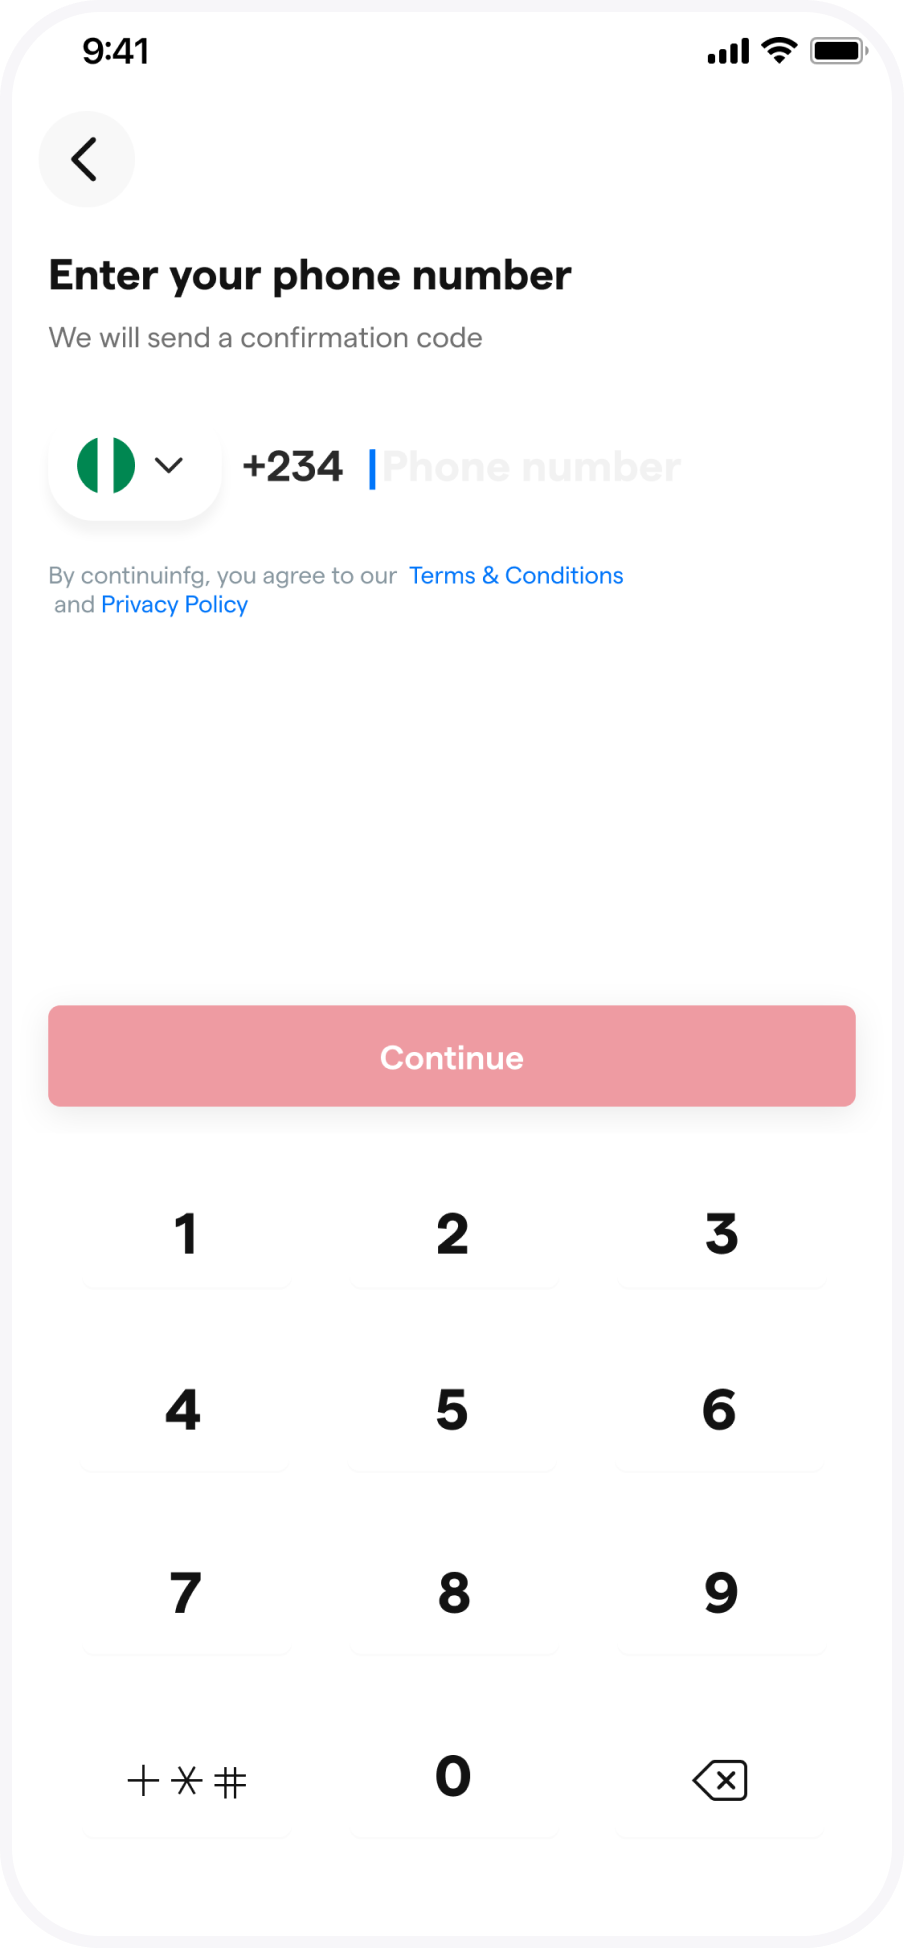 9:41
Enter your phone number
We will send a confirmation code
+234 Phone number
By continuinfg, you agree to our Terms & Conditions
and Privacy Policy
Continue
1 2 3
4 5 6
7 8 9
+ * # 0